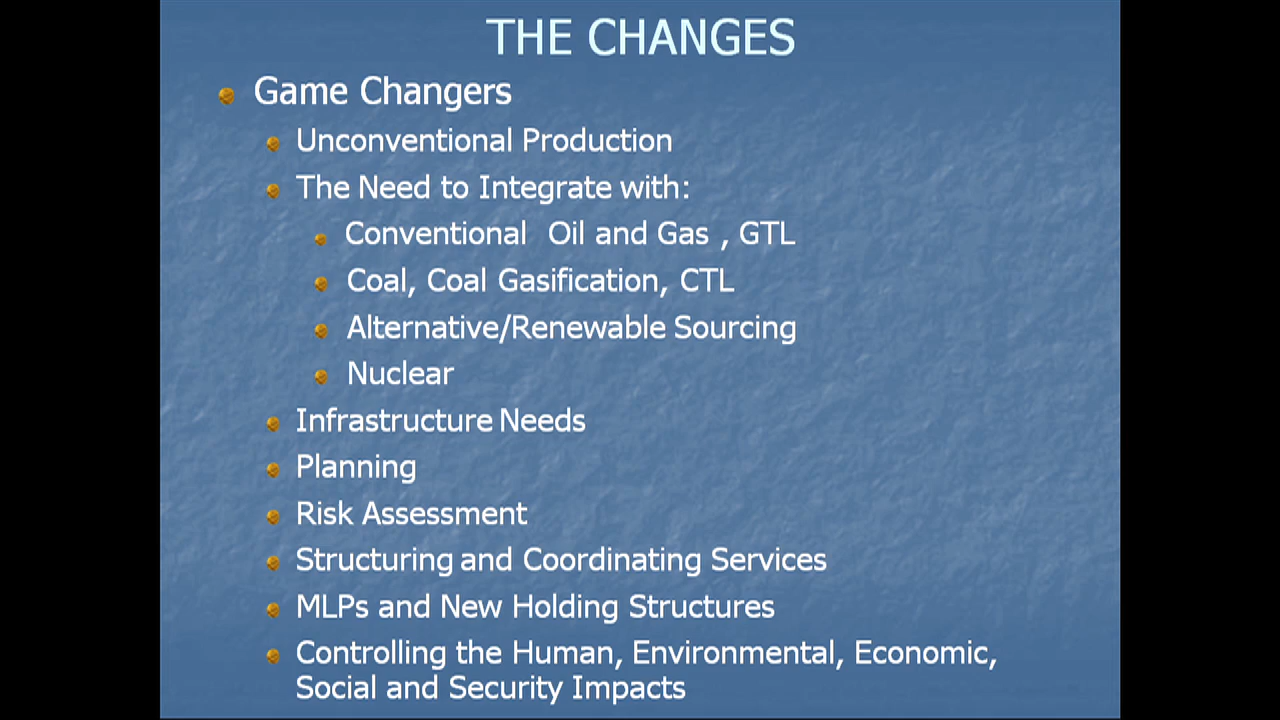 THE CHANGES
Game Changers
Unconventional Production
The Need to Integrate with:
Conventional Oil and Gas , GTL
Coal, Coal Gasification, CTL
Alternative/Renewable Sourcing
Nuclear
Infrastructure Needs
Planning
Risk Assessment
Structuring and Coordinating Services
MLPs and New Holding Structures
Controlling the Human, Environmental, Economic,
Social and Security Impacts